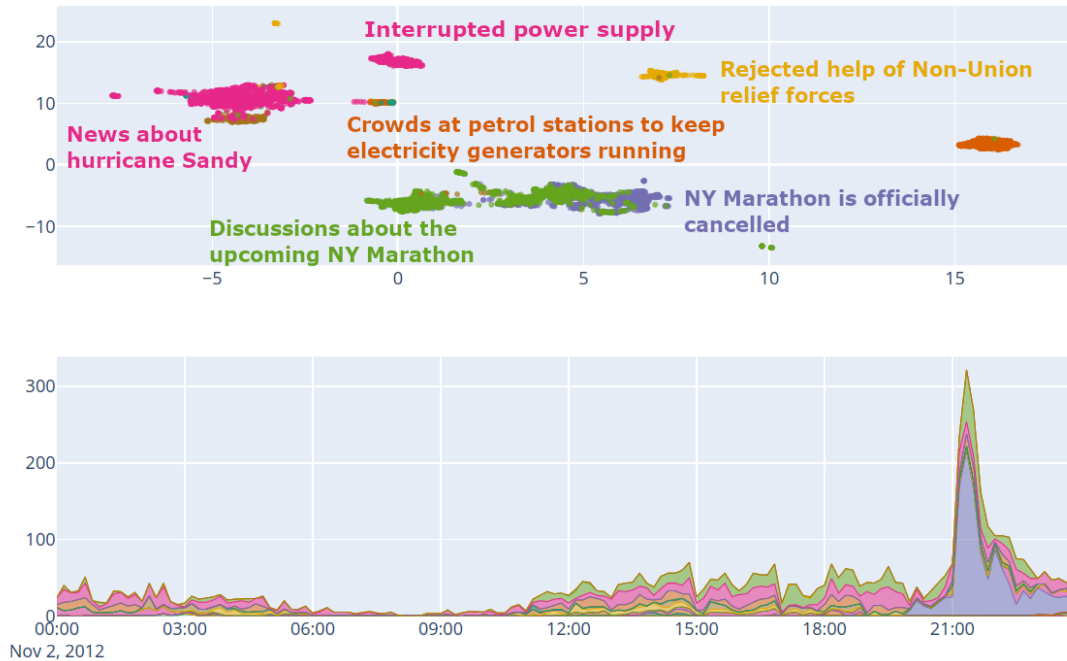 20
10
0
−10
Interrupted power supply
Rejected help of Non-Union
relief forces
News about
hurricane Sandy
Crowds at petrol stations to keep
electricity generators running
NY Marathon is officially
cancelled
Discussions about the
upcoming NY Marathon
−5
0
5
10
15
300
200
100
0
00:00
03:00
06:00
09:00
12:00
15:00
18:00
21:00
Nov 2, 2012